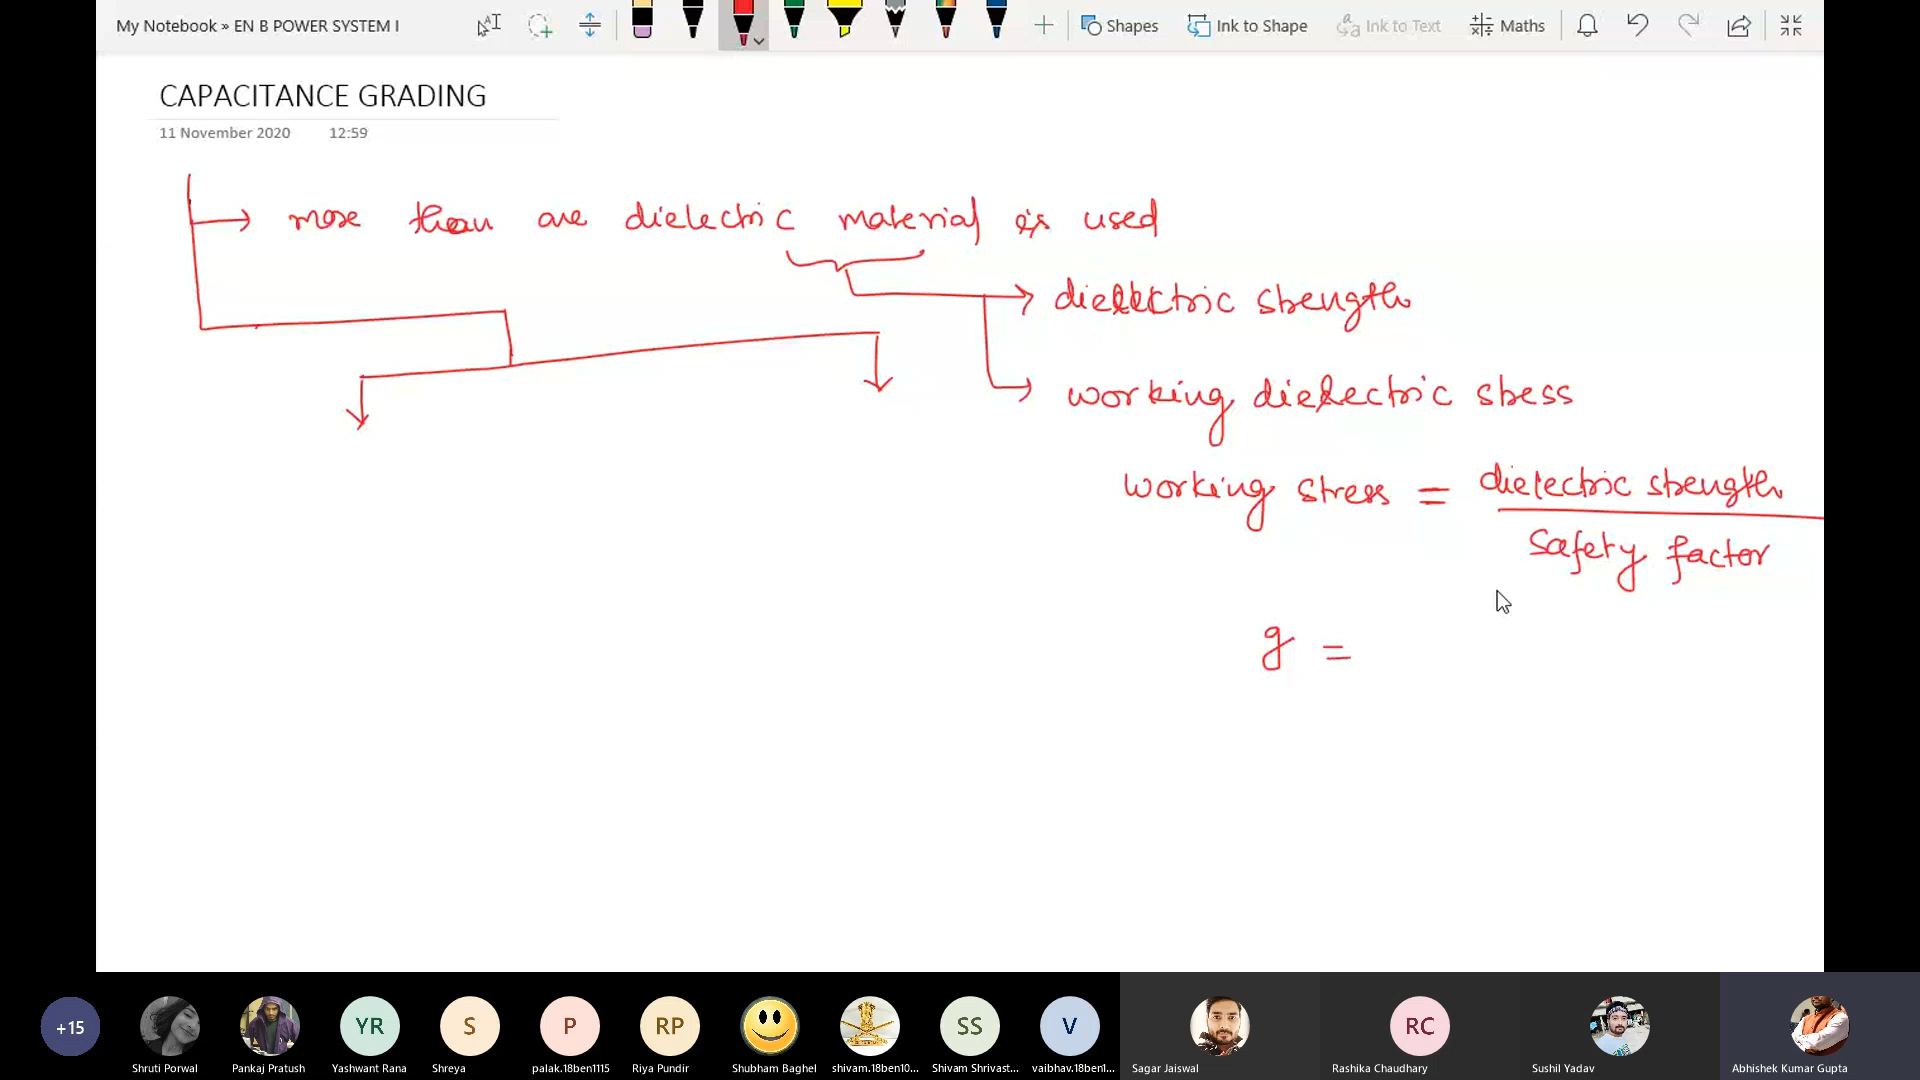 My Notebook » EN B POWER SYSTEM I
Shapes
Ink to Shape
Ink to Text
Maths
CAPACITANCE GRADING
11 November 2020 12:59
more than one dielectric material is used
dielectric strength
working dielectric stress
working stress = dielectric strength
safety factor
g =
+15
YR
S
P
RP
SS
V
RC
Shruti Porwal
Pankaj Pratush
Yashwant Rana
Shreya
palak.18ben1115
Riya Pundir
Shubham Baghel
shivam.18ben10...
Shivam Shrivast...
vaibhav.18ben1...
Sagar Jaiswal
Rashika Chaudhary
Sushil Yadav
Abhishek Kumar Gupta